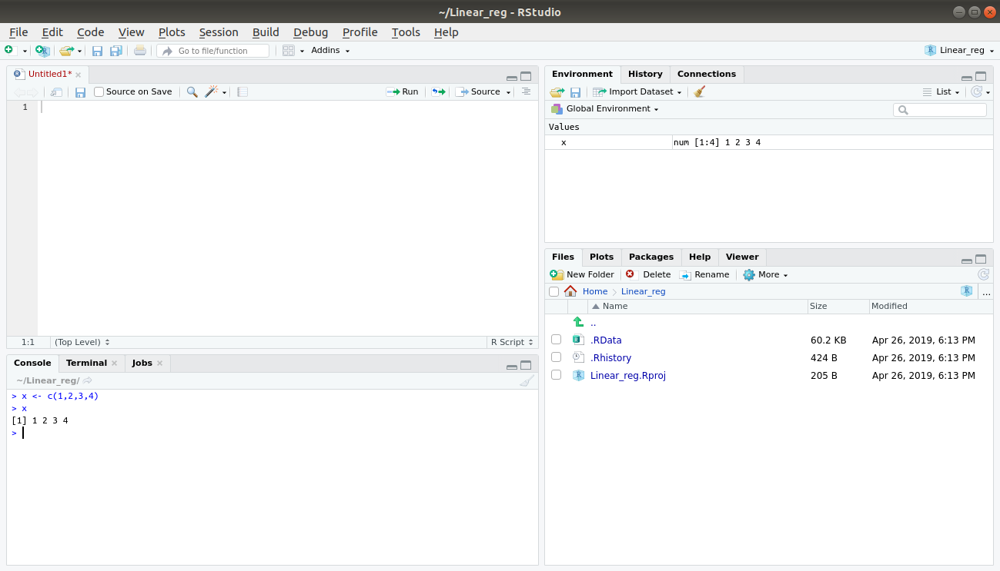 ~/Linear_reg - RStudio
File Edit Code View Plots Session Build Debug Profile Tools Help
Go to file/function Addins Linear_reg
Untitled1*
Source on Save Run Source
1
1:1 (Top Level) R Script
Console Terminal Jobs
~/Linear_reg/
> x <- c(1,2,3,4)
> x
[1] 1 2 3 4
>
Environment History Connections
Import Dataset List
Global Environment
Values
x num [1:4] 1 2 3 4
Files Plots Packages Help Viewer
New Folder Delete Rename More
Home Linear_reg ...
Name Size Modified
..
.RData 60.2 KB Apr 26, 2019, 6:13 PM
.Rhistory 424 B Apr 26, 2019, 6:13 PM
Linear_reg.Rproj 205 B Apr 26, 2019, 6:13 PM